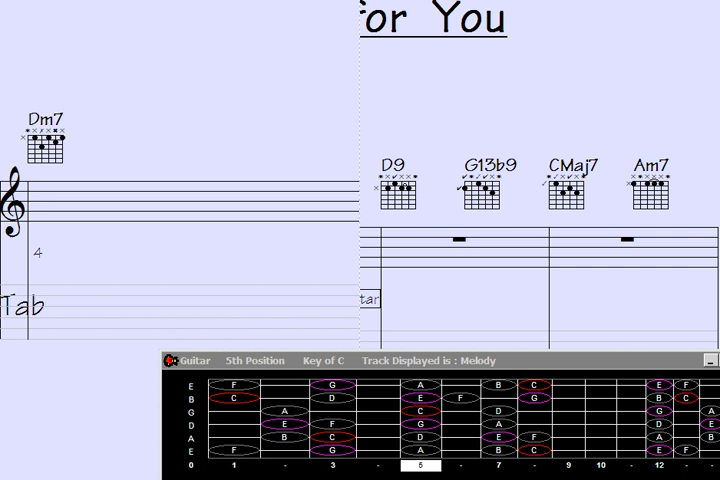 for You
Dm7
D9 G13b9 CMaj7 Am7
4
Tab
tar
Guitar 5th Position Key of C Track Displayed is : Melody
E F G A B C E F
B C D E F G B C
G A C D G A
D E F G A D E
A B C D E F A B
E F G A B C E F
0 1 - 3 - 5 - 7 - 9 10 - 12 - -